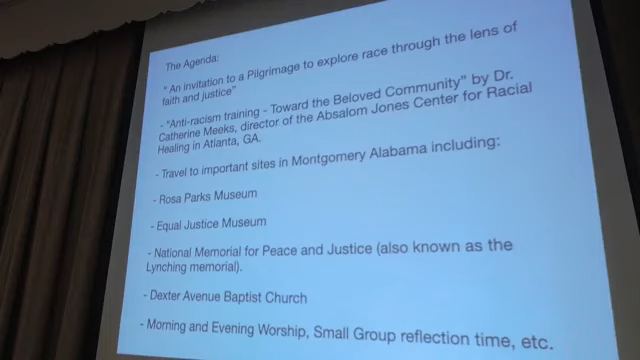 The Agenda:
" An invitation to a Pilgrimage to explore race through the lens of
faith and justice"
- "Anti-racism training - Toward the Beloved Community" by Dr.
Catherine Meeks, director of the Absalom Jones Center for Racial
Healing in Atlanta, GA.
- Travel to important sites in Montgomery Alabama including:
- Rosa Parks Museum
- Equal Justice Museum
- National Memorial for Peace and Justice (also known as the
Lynching memorial).
- Dexter Avenue Baptist Church
- Morning and Evening Worship, Small Group reflection time, etc.